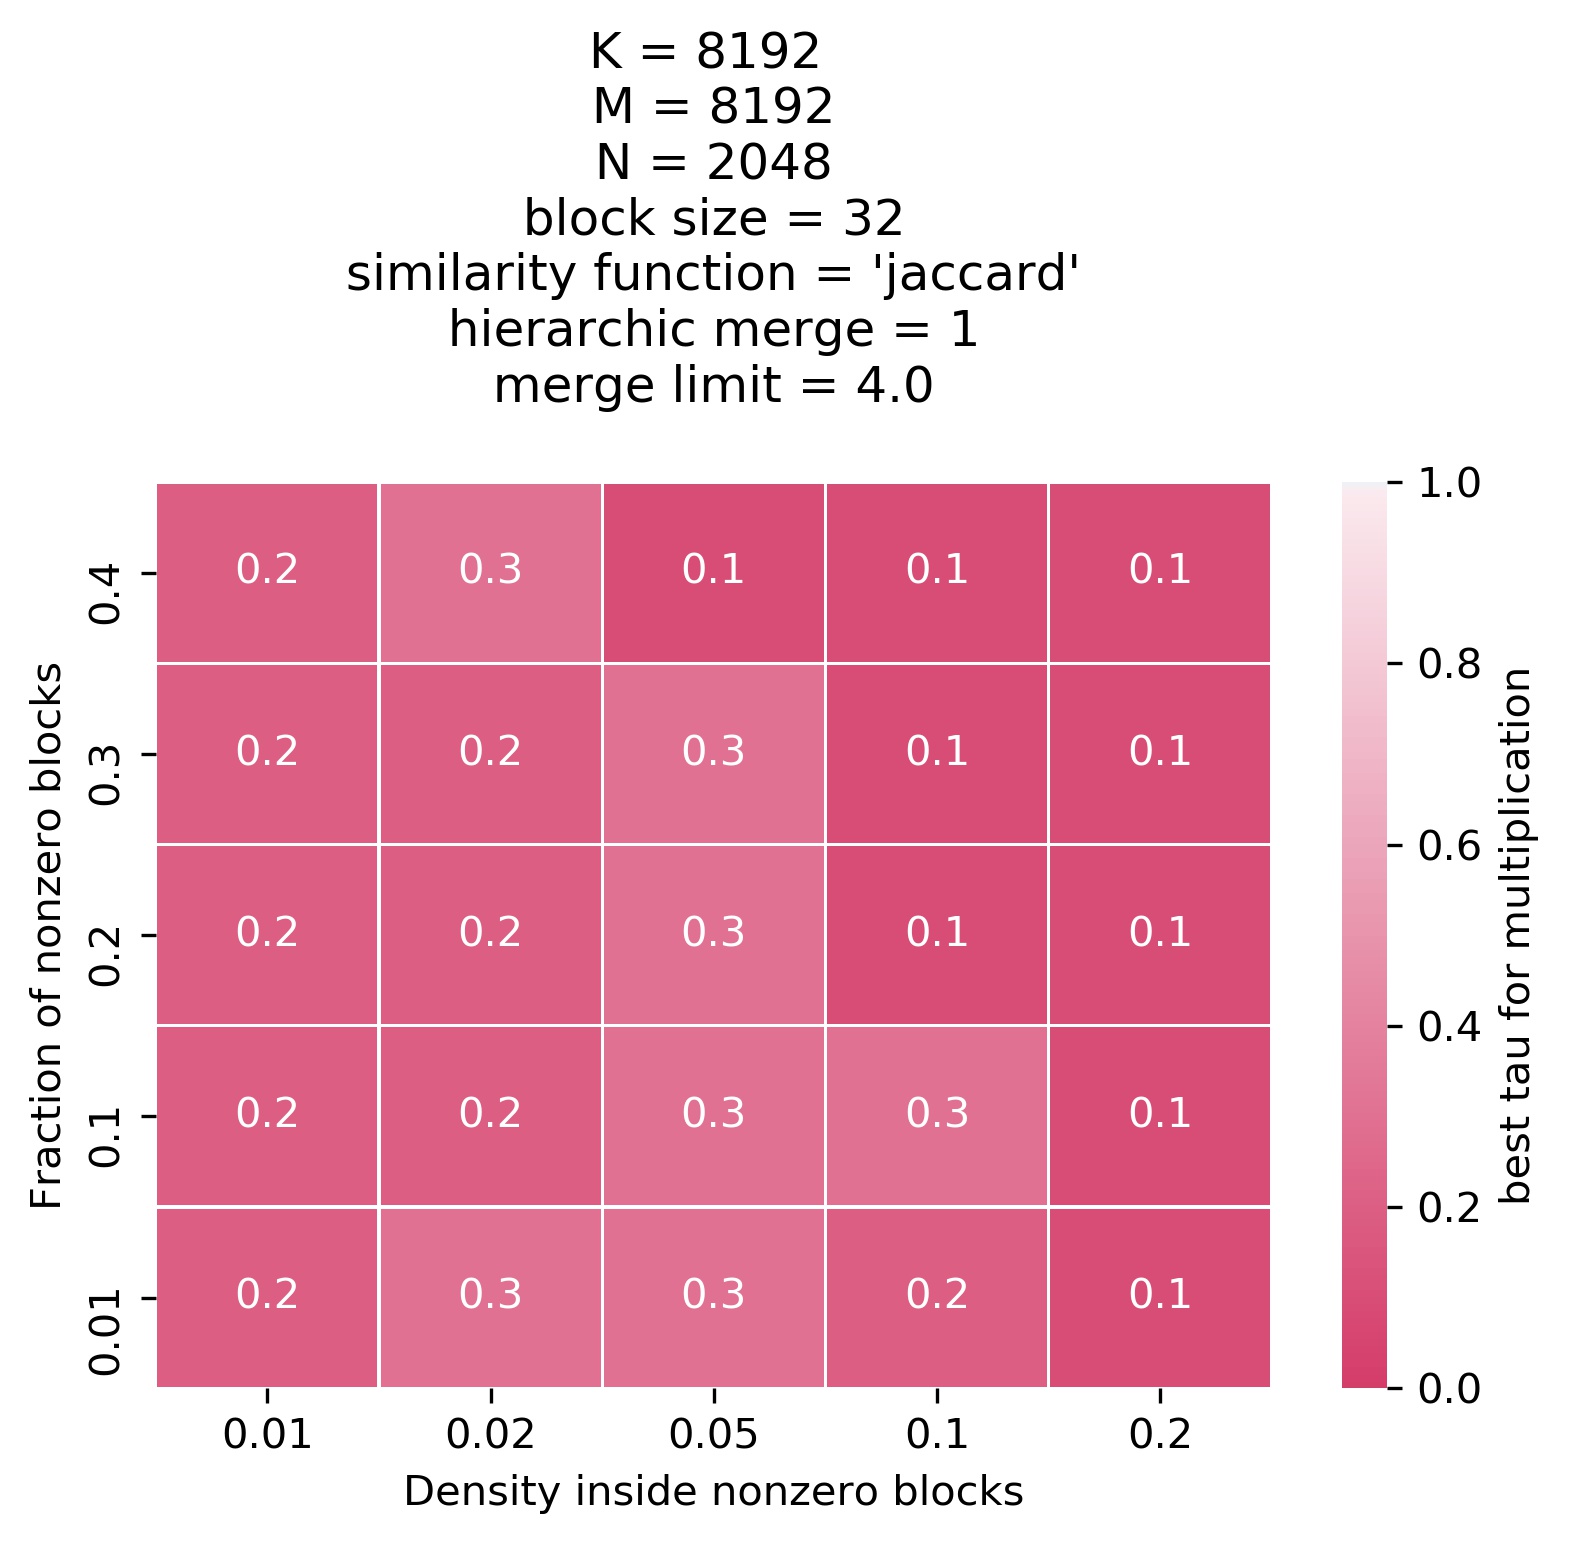 K = 8192
M = 8192
N = 2048
block size = 32
similarity function = 'jaccard'
hierarchic merge = 1
merge limit = 4.0
Fraction of nonzero blocks
0.4
0.2 0.3 0.1 0.1 0.1
0.3
0.2 0.2 0.3 0.1 0.1
0.2
0.2 0.2 0.3 0.1 0.1
0.1
0.2 0.2 0.3 0.3 0.1
0.01
0.2 0.3 0.3 0.2 0.1
0.01 0.02 0.05 0.1 0.2
Density inside nonzero blocks
1.0
0.8
0.6
0.4
0.2
0.0
best tau for multiplication